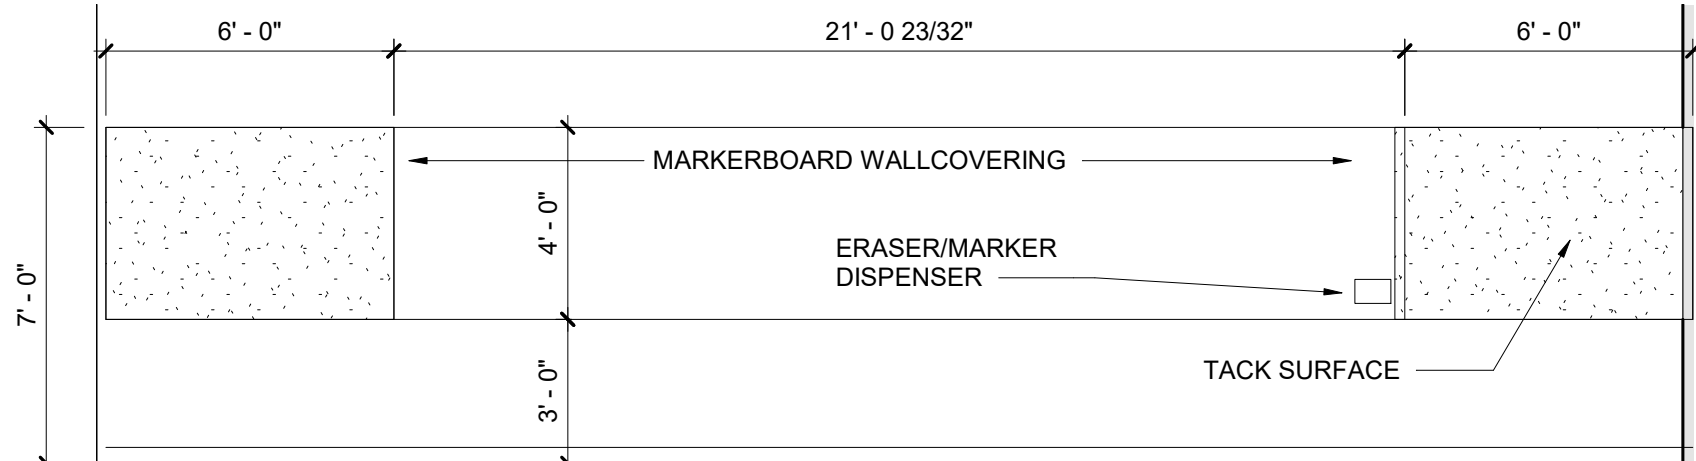 6' - 0"
21' - 0 23/32"
6' - 0"
MARKERBOARD WALLCOVERING
4' - 0"
ERASER/MARKER
DISPENSER
7' - 0"
TACK SURFACE
3' - 0"